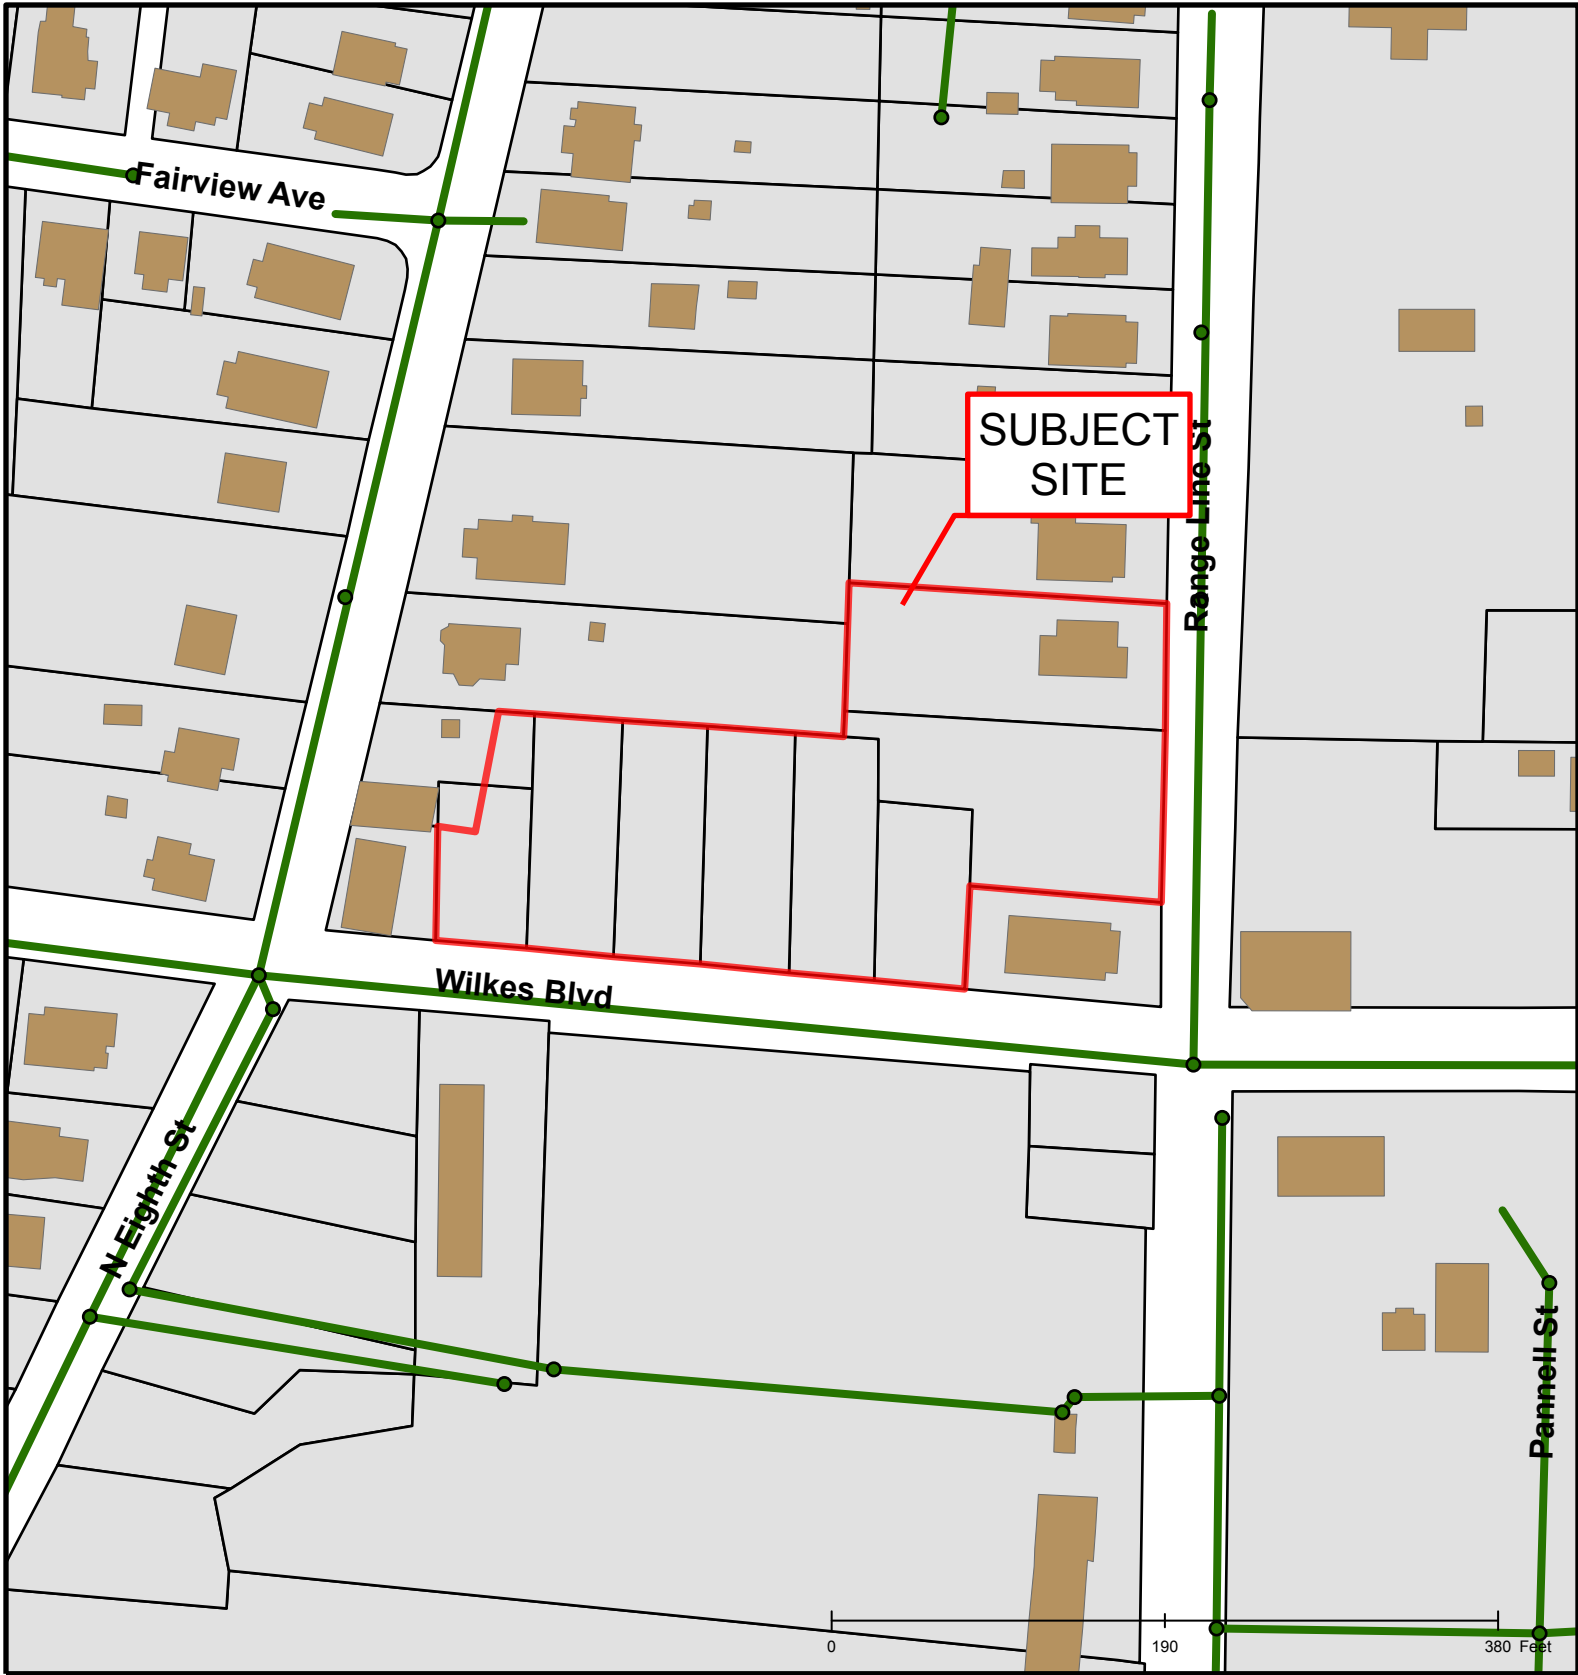 Fairview Ave
SUBJECT
SITE
Range Line St
Wilkes Blvd
N Eighth St
Pannell St
0 190 380 Feet